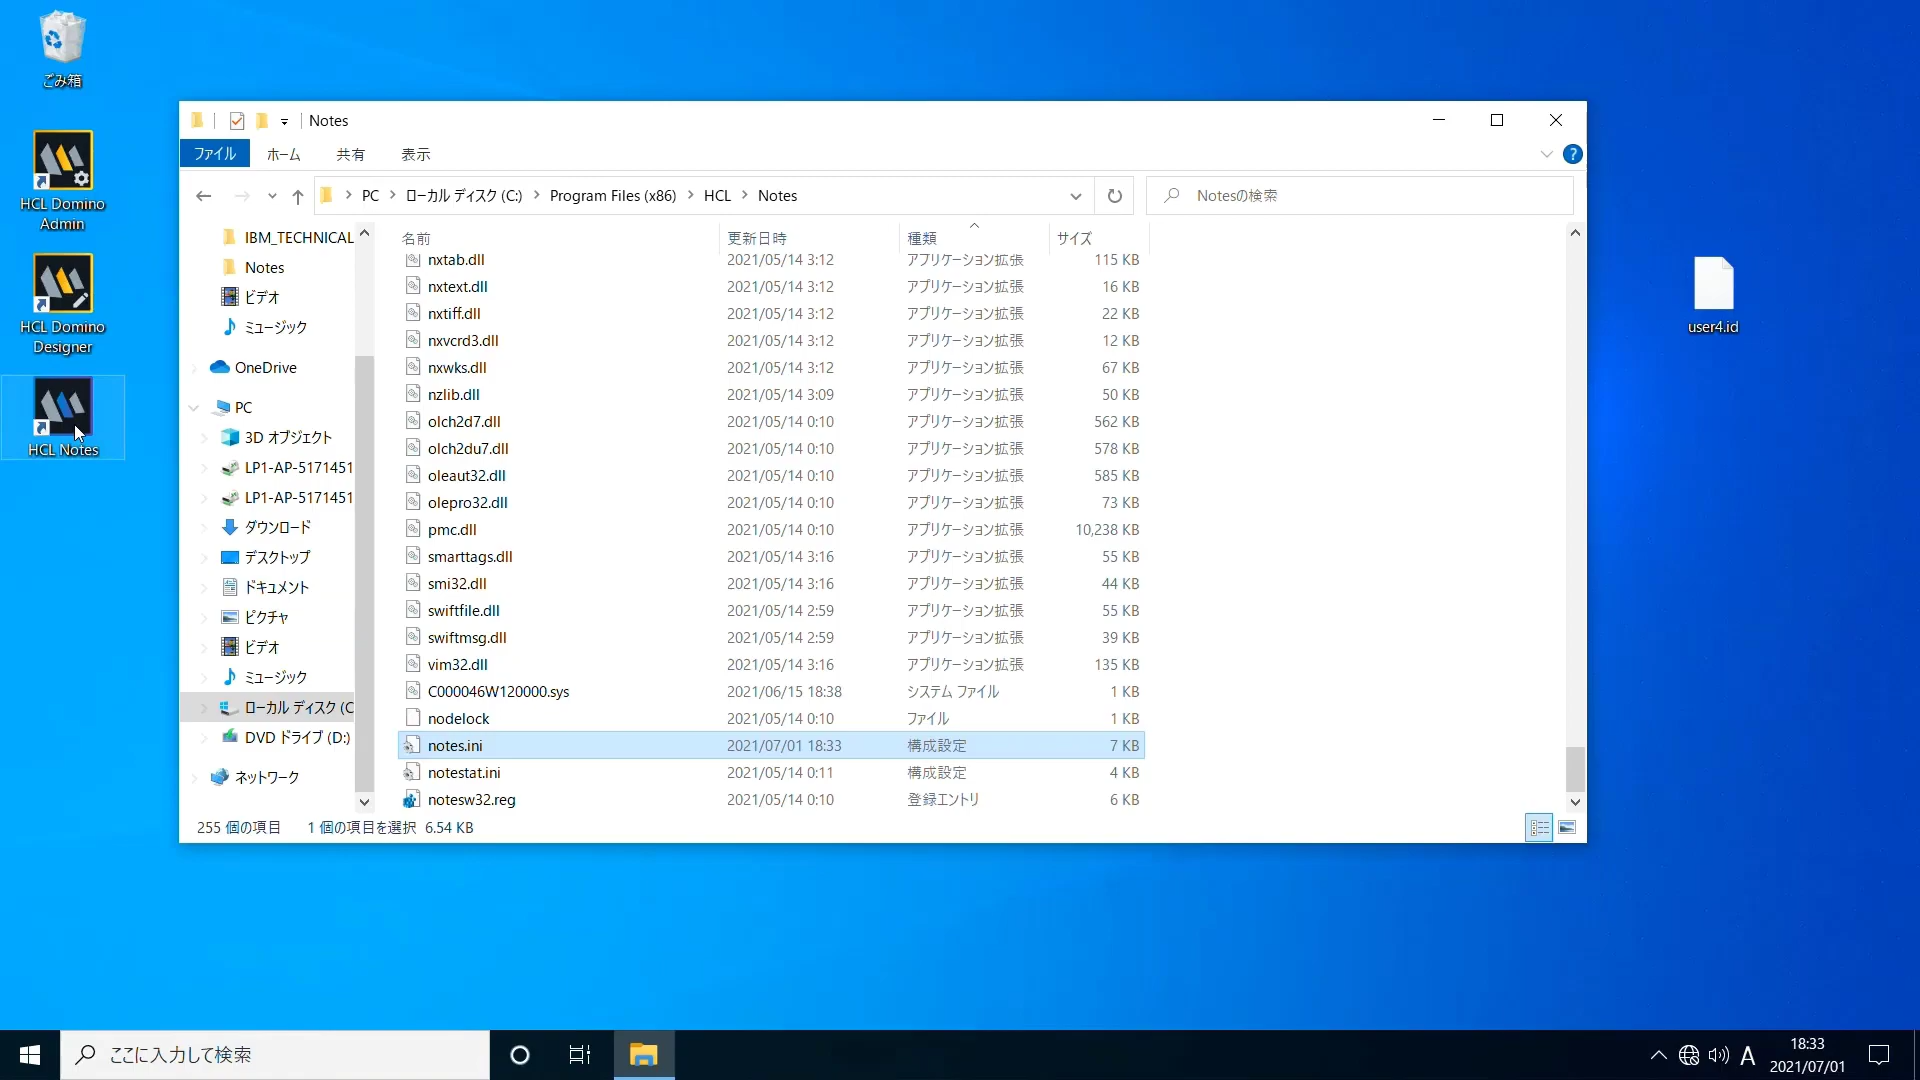 ごみ箱
HCL Domino
Admin
HCL Domino
Designer
HCL Notes
Notes
ファイル
ホーム
共有
表示
?
PC
ローカル ディスク (C:)
Program Files (x86)
HCL
Notes
Notesの検索
IBM_TECHNICAL
Notes
ビデオ
ミュージック
OneDrive
PC
3D オブジェクト
LP1-AP-5171451
LP1-AP-5171451
ダウンロード
デスクトップ
ドキュメント
ピクチャ
ビデオ
ミュージック
ローカル ディスク (C
DVD ドライブ (D:)
ネットワーク
名前 更新日時 種類 サイズ
nxtab.dll 2021/05/14 3:12 アプリケーション拡張 115 KB
nxtext.dll 2021/05/14 3:12 アプリケーション拡張 16 KB
nxtiff.dll 2021/05/14 3:12 アプリケーション拡張 22 KB
nxvcrd3.dll 2021/05/14 3:12 アプリケーション拡張 12 KB
nxwks.dll 2021/05/14 3:12 アプリケーション拡張 67 KB
nzlib.dll 2021/05/14 3:09 アプリケーション拡張 50 KB
olch2d7.dll 2021/05/14 0:10 アプリケーション拡張 562 KB
olch2du7.dll 2021/05/14 0:10 アプリケーション拡張 578 KB
oleaut32.dll 2021/05/14 0:10 アプリケーション拡張 585 KB
olepro32.dll 2021/05/14 0:10 アプリケーション拡張 73 KB
pmc.dll 2021/05/14 0:10 アプリケーション拡張 10,238 KB
smarttags.dll 2021/05/14 3:16 アプリケーション拡張 55 KB
smi32.dll 2021/05/14 3:16 アプリケーション拡張 44 KB
swiftfile.dll 2021/05/14 2:59 アプリケーション拡張 55 KB
swiftmsg.dll 2021/05/14 2:59 アプリケーション拡張 39 KB
vim32.dll 2021/05/14 3:16 アプリケーション拡張 135 KB
C000046W120000.sys 2021/06/15 18:38 システム ファイル 1 KB
nodelock 2021/05/14 0:10 ファイル 1 KB
notes.ini 2021/07/01 18:33 構成設定 7 KB
notestat.ini 2021/05/14 0:11 構成設定 4 KB
notesw32.reg 2021/05/14 0:10 登録エントリ 6 KB
255 個の項目 1 個の項目を選択 6.54 KB
user4.id
ここに入力して検索
A
18:33
2021/07/01